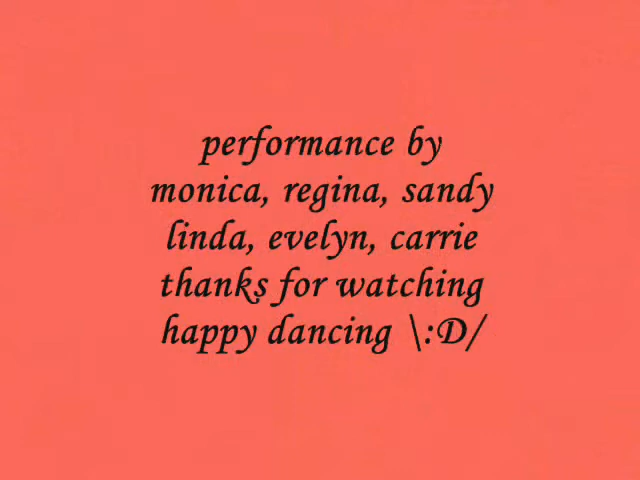 performance by
monica, regina, sandy
linda, evelyn, carrie
thanks for watching
happy dancing \:D/